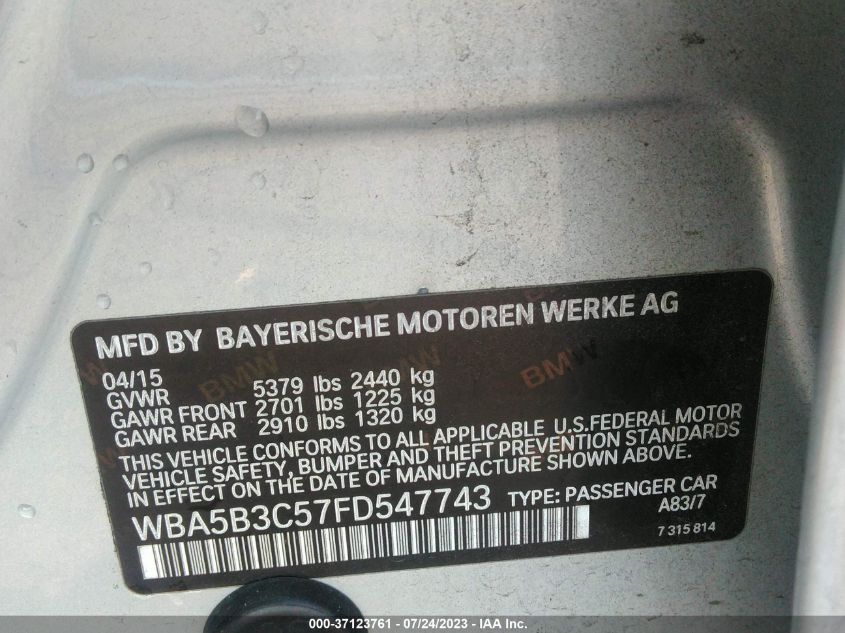 MFD BY BAYERISCHE MOTOREN WERKE AG
04/15
GVWR 5379 lbs 2440 kg
GAWR FRONT 2701 lbs 1225 kg
GAWR REAR 2910 lbs 1320 kg
THIS VEHICLE CONFORMS TO ALL APPLICABLE U.S.FEDERAL MOTOR
VEHICLE SAFETY, BUMPER AND THEFT PREVENTION STANDARDS
IN EFFECT ON THE DATE OF MANUFACTURE SHOWN ABOVE.
WBA5B3C57FD547743 TYPE: PASSENGER CAR
A83/7
7 315 814
BMW
BMW
000-37123761 - 07/24/2023 - IAA Inc.